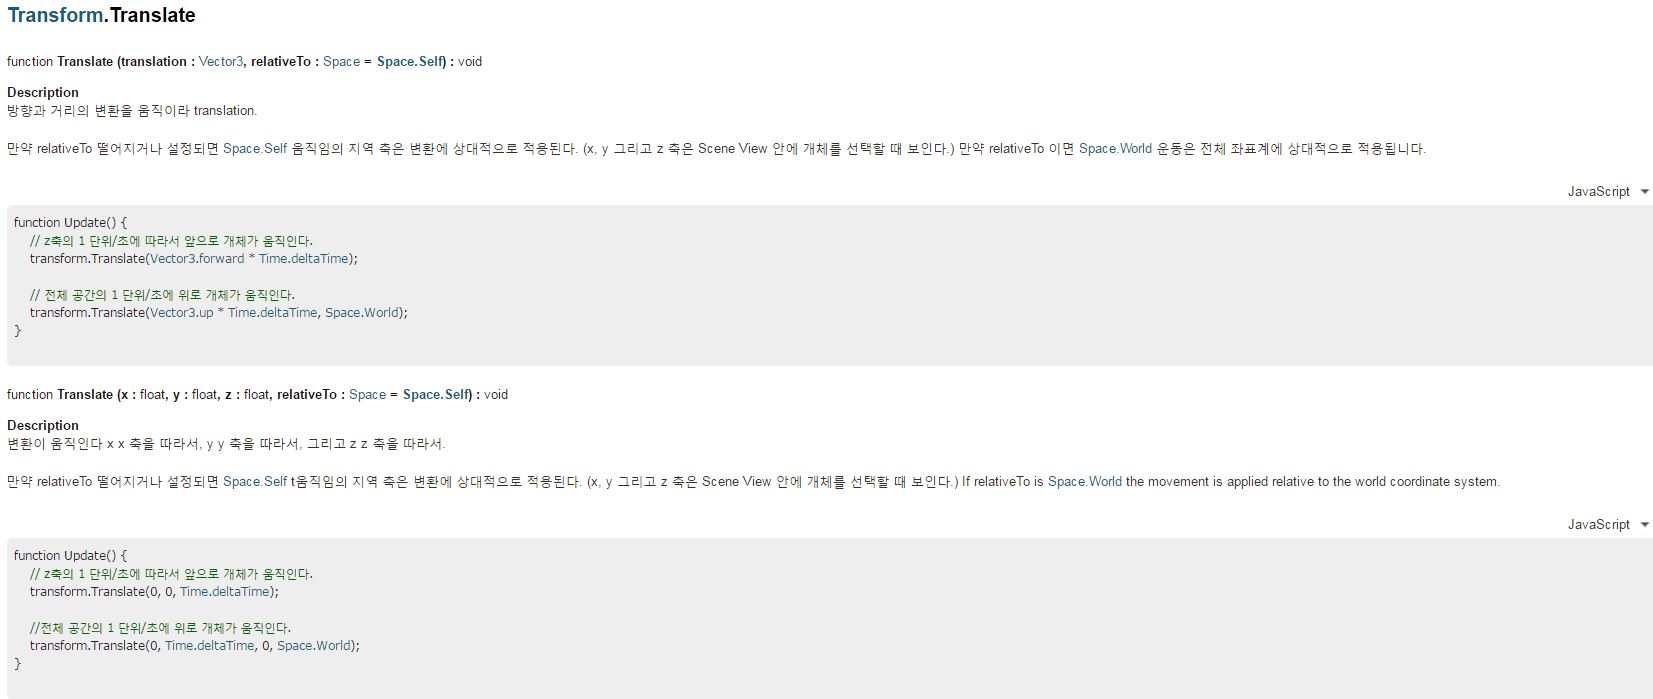 Transform.Translate
function Translate (translation : Vector3, relativeTo : Space = Space.Self) : void
Description
방향과 거리의 변환을 움직이라 translation.
만약 relativeTo 떨어지거나 설정되면 Space.Self 움직임의 지역 축은 변환에 상대적으로 적용된다. (x, y 그리고 z 축은 Scene View 안에 개체를 선택할 때 보인다.) 만약 relativeTo 이면 Space.World 운동은 전체 좌표계에 상대적으로 적용됩니다.
JavaScript
function Update() {
// z축의 1 단위/초에 따라서 앞으로 개체가 움직인다.
transform.Translate(Vector3.forward * Time.deltaTime);
// 전체 공간의 1 단위/초에 위로 개체가 움직인다.
transform.Translate(Vector3.up * Time.deltaTime, Space.World);
}
function Translate (x : float, y : float, z : float, relativeTo : Space = Space.Self) : void
Description
변환이 움직인다 x x 축을 따라서, y y 축을 따라서, 그리고 z z 축을 따라서.
만약 relativeTo 떨어지거나 설정되면 Space.Self t움직임의 지역 축은 변환에 상대적으로 적용된다. (x, y 그리고 z 축은 Scene View 안에 개체를 선택할 때 보인다.) If relativeTo is Space.World the movement is applied relative to the world coordinate system.
JavaScript
function Update() {
// z축의 1 단위/초에 따라서 앞으로 개체가 움직인다.
transform.Translate(0, 0, Time.deltaTime);
//전체 공간의 1 단위/초에 위로 개체가 움직인다.
transform.Translate(0, Time.deltaTime, 0, Space.World);
}